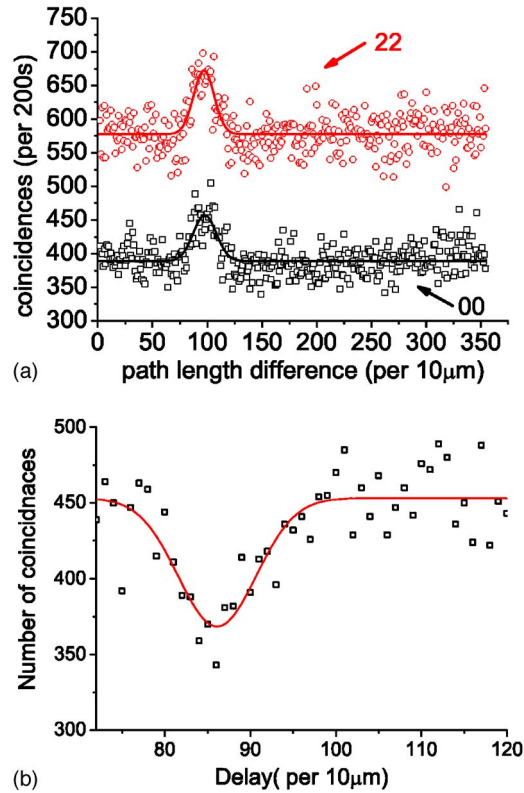 750
700
650
600
550
500
450
400
350
300
coincidences (per 200s)
22
00
0 50 100 150 200 250 300 350
path length difference (per 10μm)
(a)
500
450
400
350
300
Number of coincidnaces
80 90 100 110 120
Delay( per 10μm)
(b)